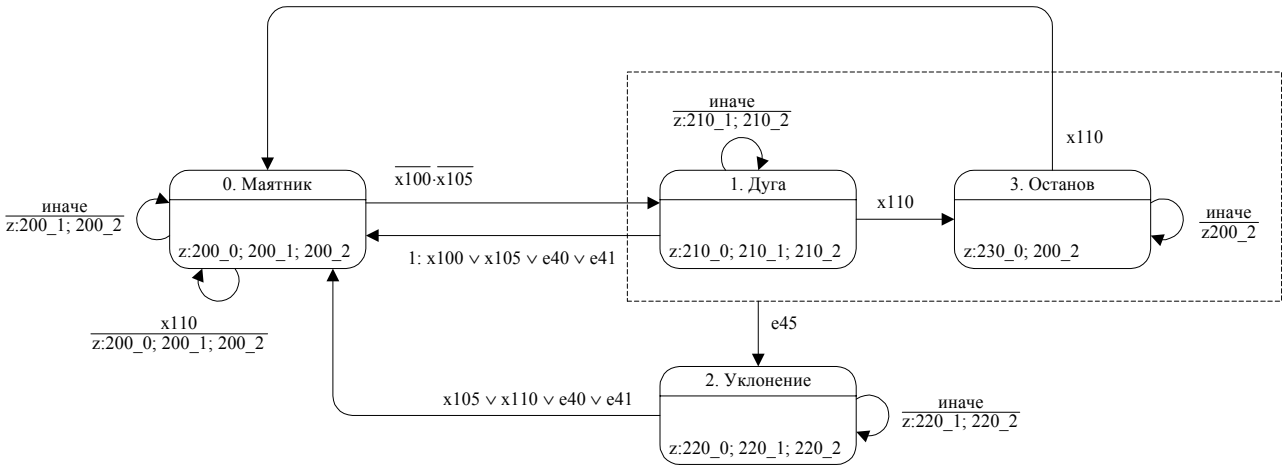 иначе
z:210_1; 210_2
x110
x100·x105
0. Маятник
1. Дуга
3. Останов
иначе
z:200_1; 200_2
x110
иначе
z200_2
z:200_0; 200_1; 200_2
z:210_0; 210_1; 210_2
z:230_0; 200_2
1: x100 ∨ x105 ∨ e40 ∨ e41
x110
z:200_0; 200_1; 200_2
e45
2. Уклонение
x105 ∨ x110 ∨ e40 ∨ e41
иначе
z:220_1; 220_2
z:220_0; 220_1; 220_2